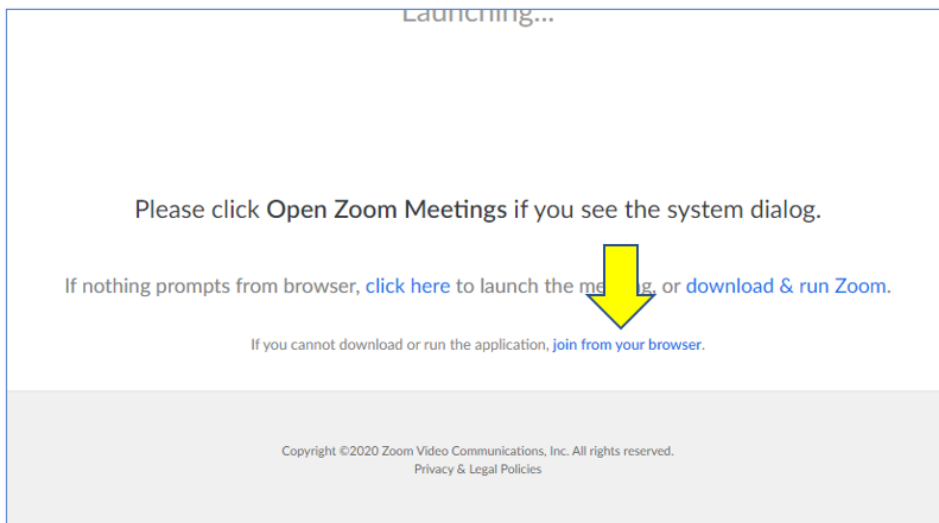 Launching...
Please click Open Zoom Meetings if you see the system dialog.
If nothing prompts from browser, click here to launch the , or download & run Zoom.
If you cannot download or run the application, join from your browser.
Copyright ©2020 Zoom Video Communications, Inc. All rights reserved.
Privacy & Legal Policies